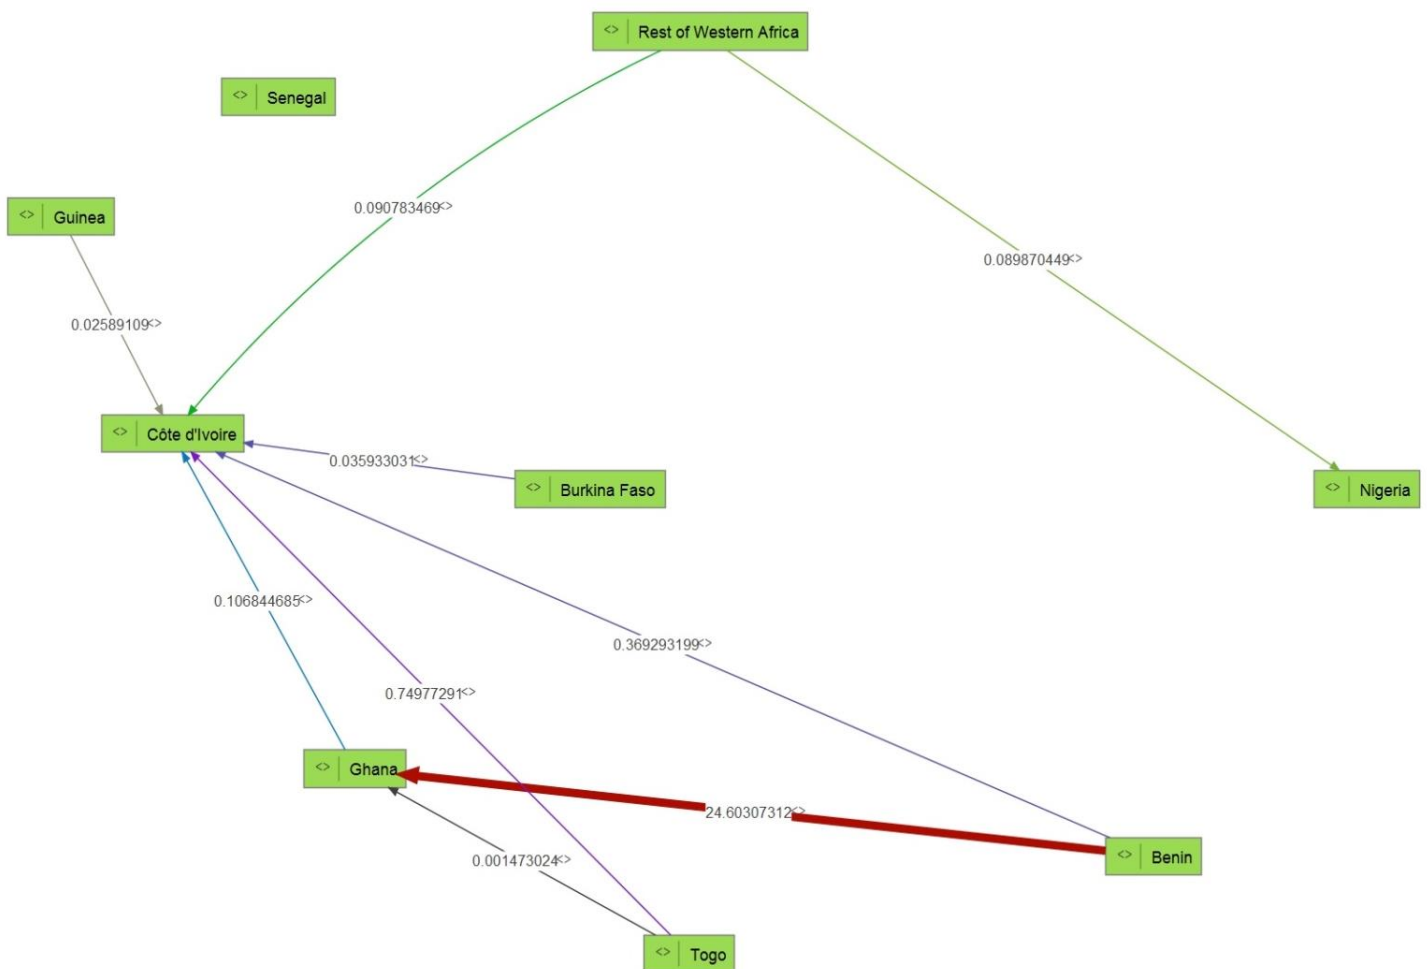 <> Rest of Western Africa
<> Senegal
<> Guinea
0.090783469<>
0.089870449<>
0.02589109<>
<> Côte d'Ivoire
0.035933031<>
<> Burkina Faso
<> Nigeria
0.106844685<>
0.369293199<>
0.74977291<>
<> Ghana
24.60307312<>
0.001473024<>
<> Benin
<> Togo